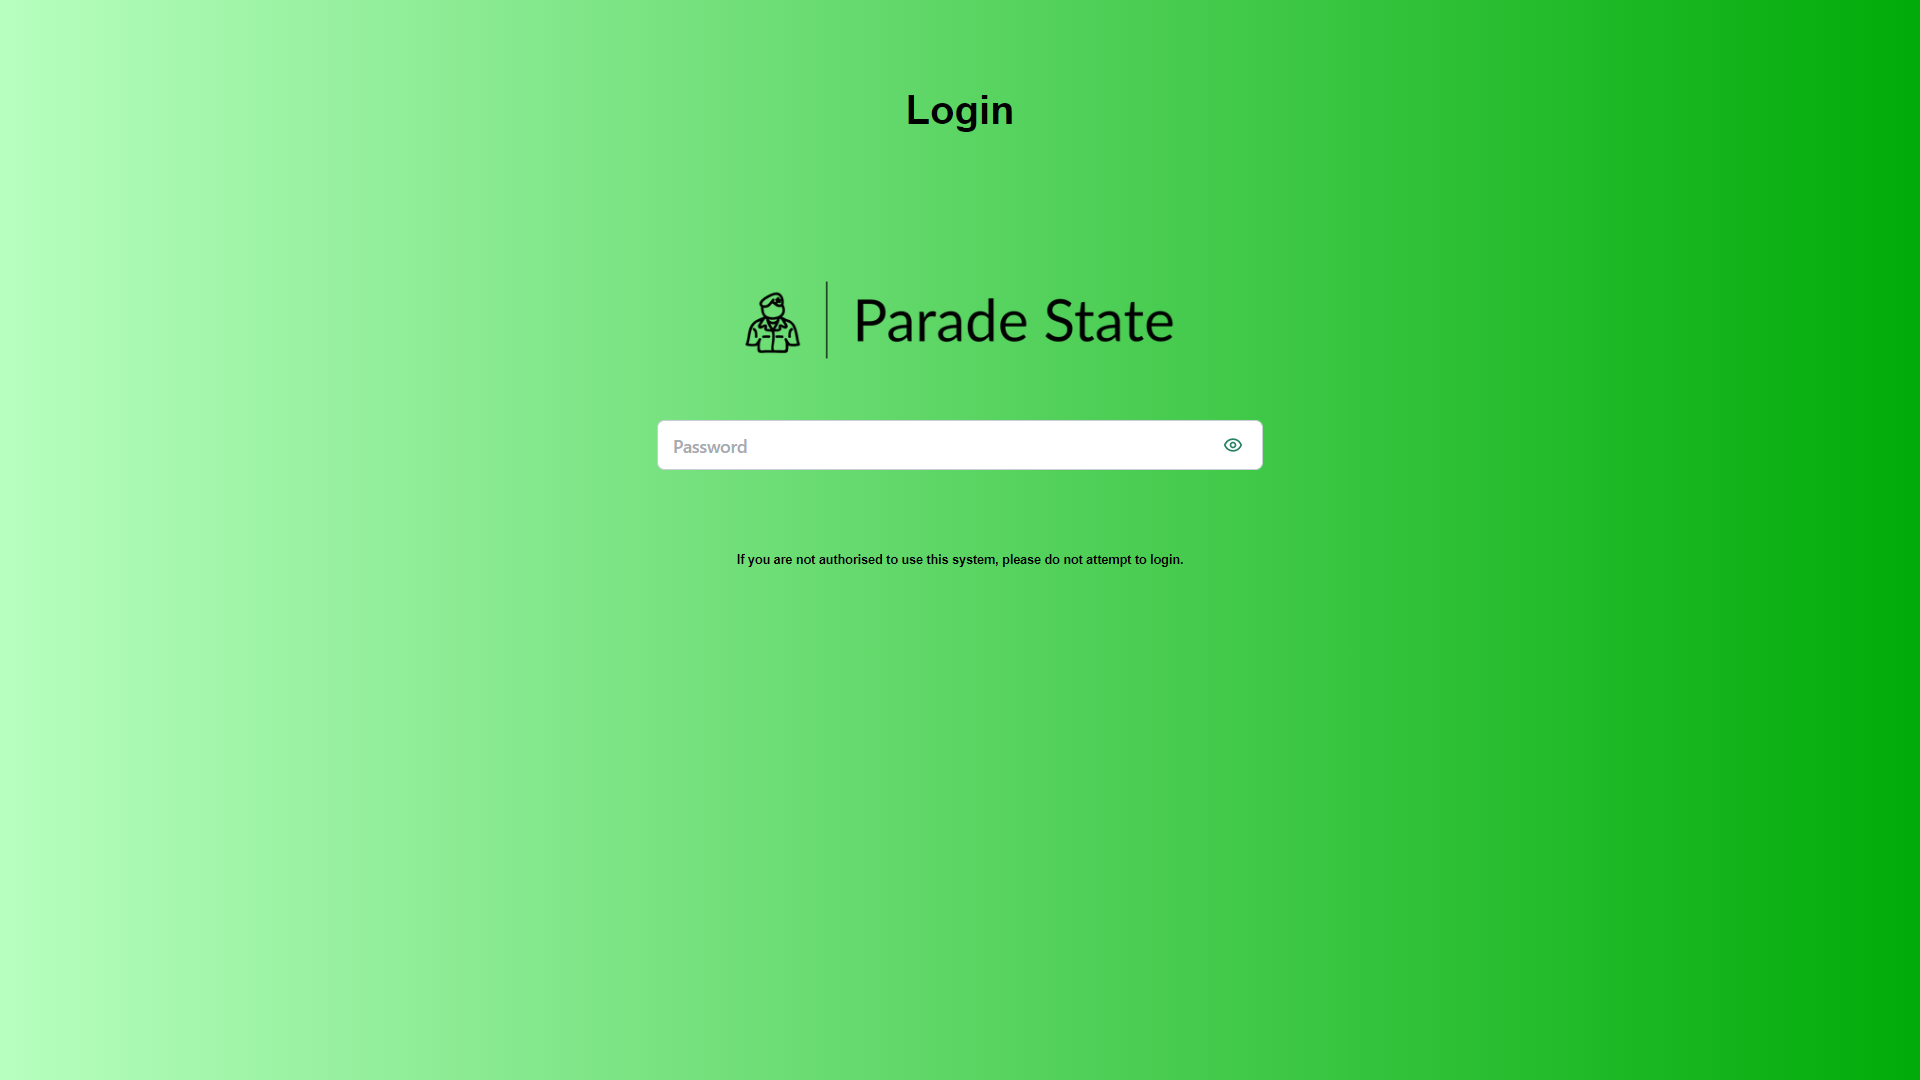 Login
Parade State
Password
If you are not authorised to use this system, please do not attempt to login.